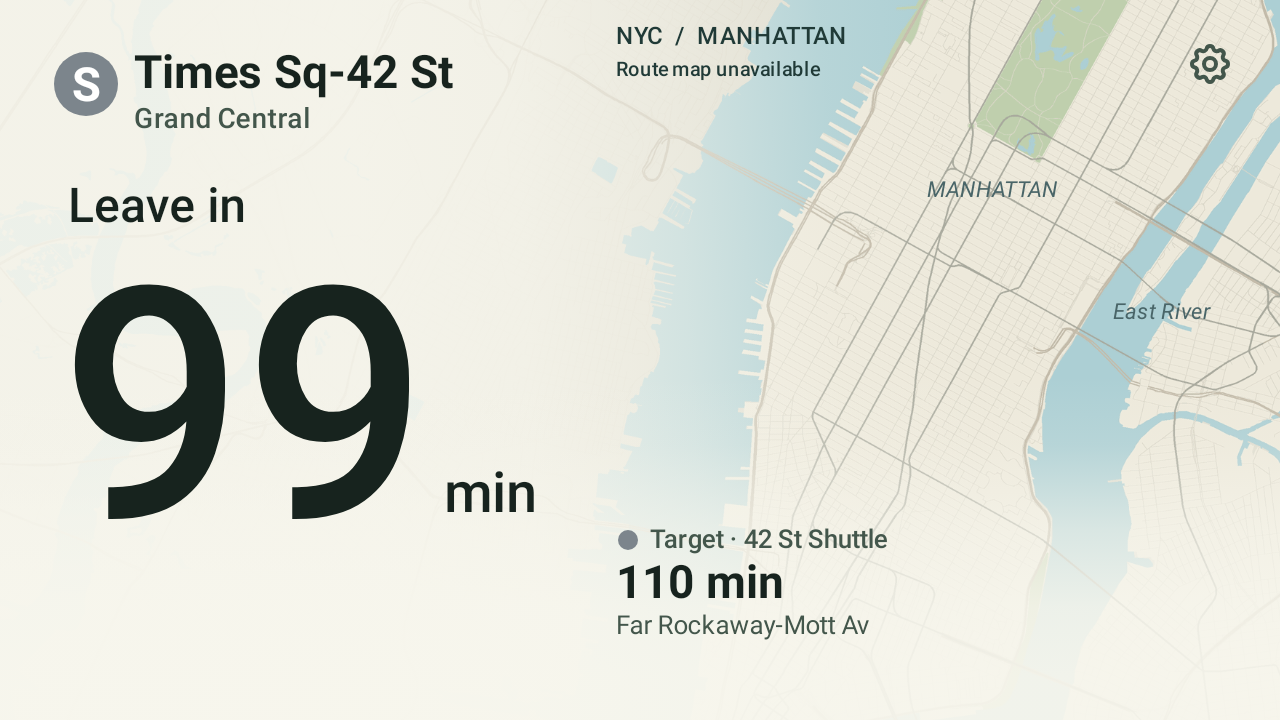 S
Times Sq-42 St
Grand Central
Leave in
99 min
NYC / MANHATTAN
Route map unavailable
MANHATTAN
East River
Target · 42 St Shuttle
110 min
Far Rockaway-Mott Av